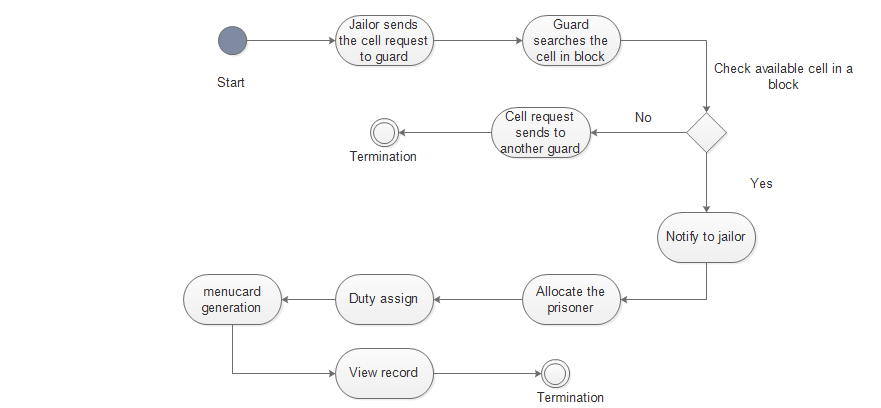 Start
Jailor sends
the cell request
to guard
Guard
searches the
cell in block
Check available cell in a
block
No
Cell request
sends to
another guard
Termination
Yes
Notify to jailor
Allocate the
prisoner
Duty assign
menucard
generation
View record
Termination